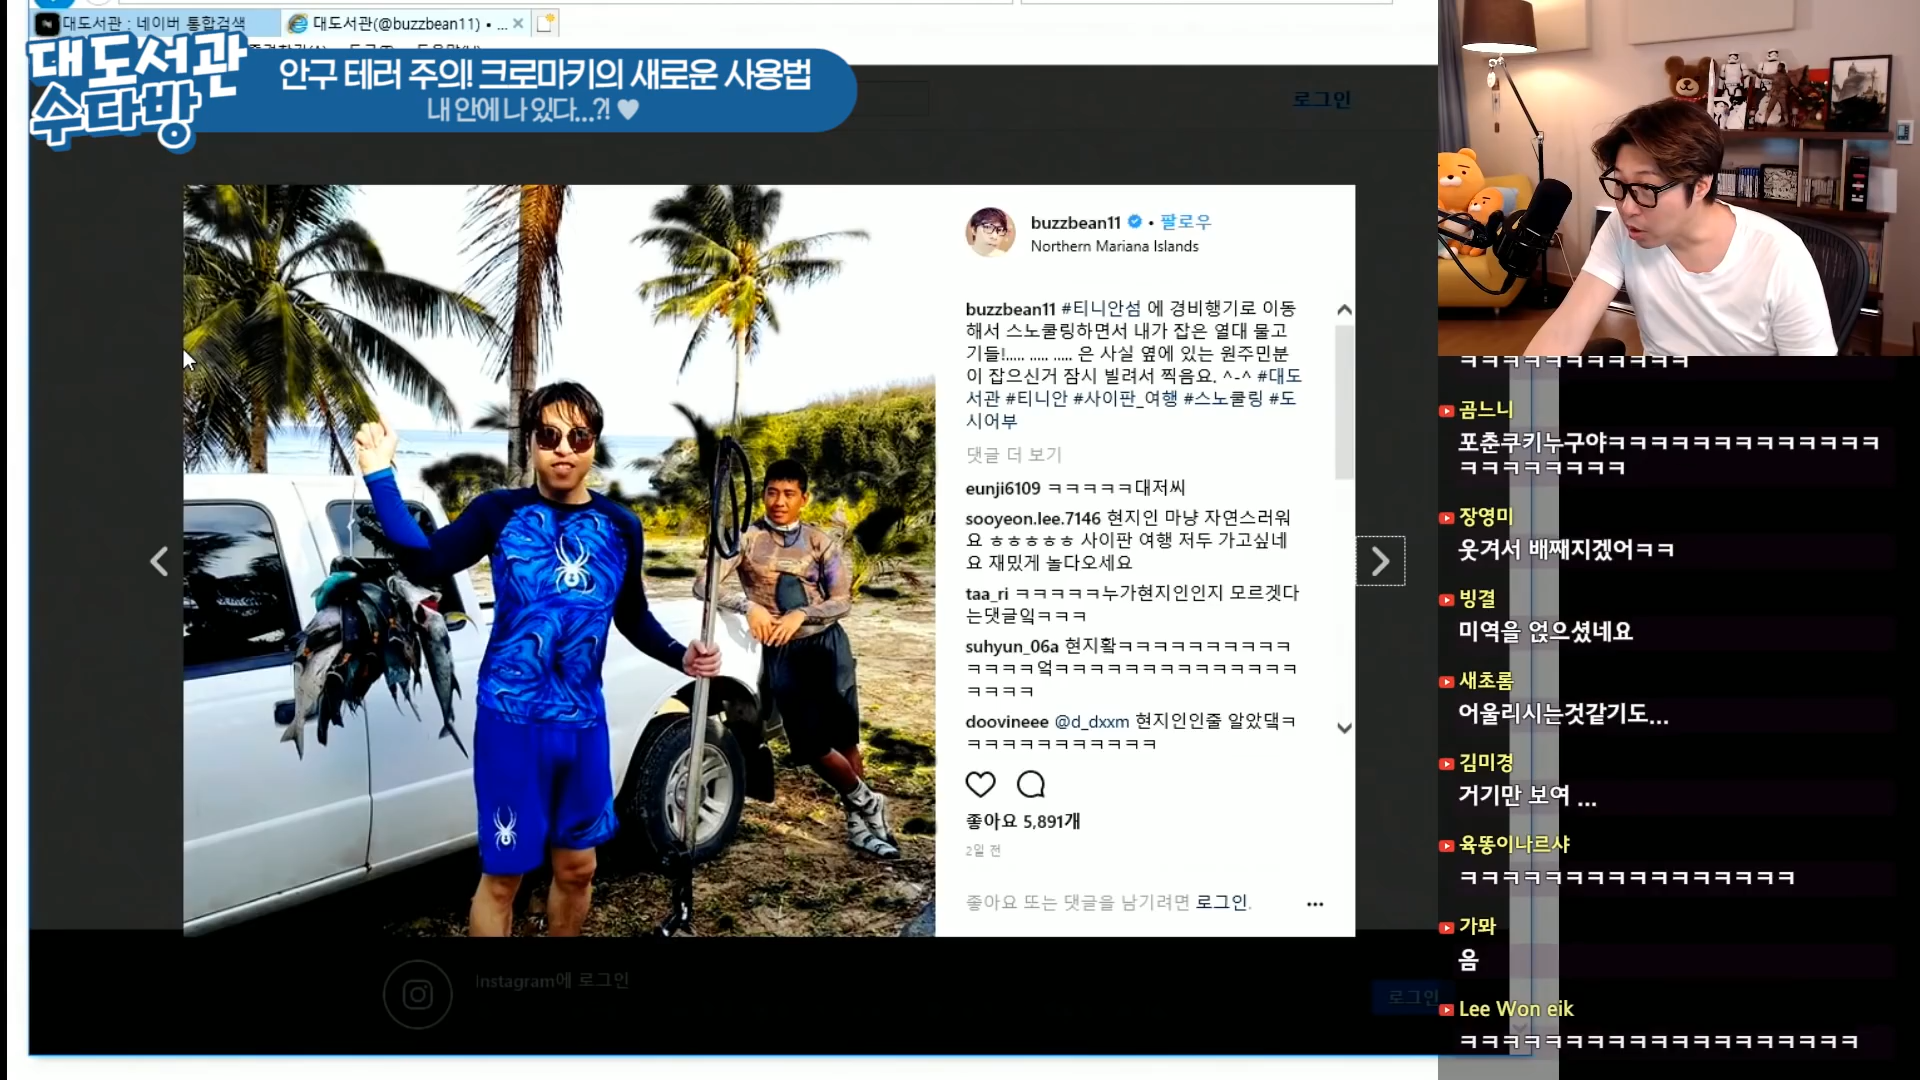 대도서관 : 네이버 통합검색
대도서관(@buzzbean11) • ...
대도서관
수다방
안구 테러 주의! 크로마키의 새로운 사용법
내 안에 나 있다...?! ♥
로그인
buzzbean11 • 팔로우
Northern Mariana Islands
buzzbean11 #티니안섬 에 경비행기로 이동
해서 스노쿨링하면서 내가 잡은 열대 물고
기들!..... ..... ..... 은 사실 옆에 있는 원주민분
이 잡으신거 잠시 빌려서 찍음요. ^-^ #대도
서관 #티니안 #사이판_여행 #스노쿨링 #도
시어부
댓글 더 보기
eunji6109 ㅋㅋㅋㅋㅋ대저씨
sooyeon.lee.7146 현지인 마냥 자연스러워
요 ㅎㅎㅎㅎㅎ 사이판 여행 저두 가고싶네
요 재밌게 놀다오세요
taa_ri ㅋㅋㅋㅋㅋ누가현지인인지 모르겟다
는댓글잌ㅋㅋㅋ
suhyun_06a 현지홬ㅋㅋㅋㅋㅋㅋㅋㅋㅋㅋ
ㅋㅋㅋㅋ엌ㅋㅋㅋㅋㅋㅋㅋㅋㅋㅋㅋㅋㅋㅋ
ㅋㅋㅋㅋ
doovineee @d_dxxm 현지인인줄 알았댘ㅋ
ㅋㅋㅋㅋㅋㅋㅋㅋㅋㅋㅋ
좋아요 5,891개
2일 전
좋아요 또는 댓글을 남기려면 로그인.
Instagram에 로그인
로그인
ㅋㅋㅋㅋㅋㅋㅋㅋㅋㅋㅋ
곰느니
포춘쿠키누구야ㅋㅋㅋㅋㅋㅋㅋㅋㅋㅋㅋㅋㅋ
ㅋㅋㅋㅋㅋㅋㅋㅋ
장영미
웃겨서 배째지겠어ㅋㅋ
빙결
미역을 얹으셨네요
새초롬
어울리시는것같기도...
김미경
거기만 보여 ...
육똥이나르샤
ㅋㅋㅋㅋㅋㅋㅋㅋㅋㅋㅋㅋㅋㅋㅋㅋ
가뫄
음
Lee Won eik
ㅋㅋㅋㅋㅋㅋㅋㅋㅋㅋㅋㅋㅋㅋㅋㅋㅋㅋㅋ